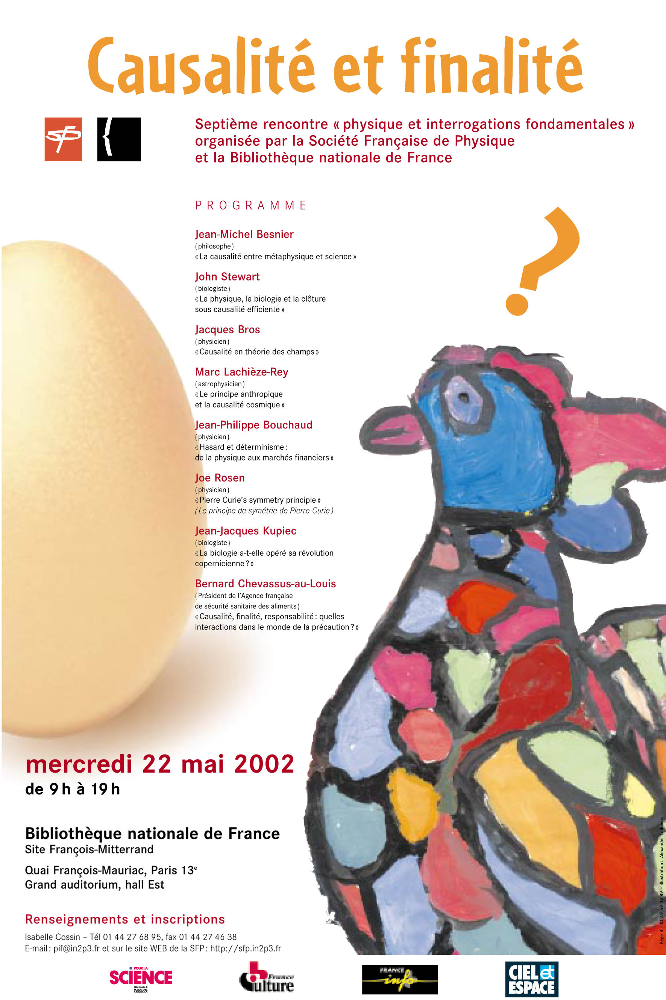 Causalité et finalité
Septième rencontre « physique et interrogations fondamentales »
organisée par la Société Française de Physique
et la Bibliothèque nationale de France
PROGRAMME
?
Jean-Michel Besnier
(philosophe)
« La causalité entre métaphysique et science »
John Stewart
(biologiste)
« La physique, la biologie et la clôture
sous causalité efficiente »
Jacques Bros
(physicien)
« Causalité en théorie des champs »
Marc Lachièze-Rey
(astrophysicien)
« Le principe anthropique
et la causalité cosmique »
Jean-Philippe Bouchaud
(physicien)
« Hasard et déterminisme :
de la physique aux marchés financiers »
Joe Rosen
(physicien)
« Pierre Curie’s symmetry principle »
(Le principe de symétrie de Pierre Curie)
Jean-Jacques Kupiec
(biologiste)
« La biologie a-t-elle opéré sa révolution
copernicienne ? »
Bernard Chevassus-au-Louis
(Président de l’Agence française
de sécurité sanitaire des aliments)
« Causalité, finalité, responsabilité : quelles
interactions dans le monde de la précaution ? »
mercredi 22 mai 2002
de 9 h à 19 h
Bibliothèque nationale de France
Site François-Mitterrand
Quai François-Mauriac, Paris 13e
Grand auditorium, hall Est
Renseignements et inscriptions
Isabelle Cossin – Tél 01 44 27 68 95, fax 01 44 27 46 38
E-mail : pif@in2p3.fr et sur le site WEB de la SFP : http://sfp.in2p3.fr
Page B – 01 49 59 05 89 – illustration : Alexander Tolbinski
POUR LA
SCIENCE
édition française de
SCIENTIFIC
AMERICAN
France
Culture
FRANCE
info
CIEL et
ESPACE